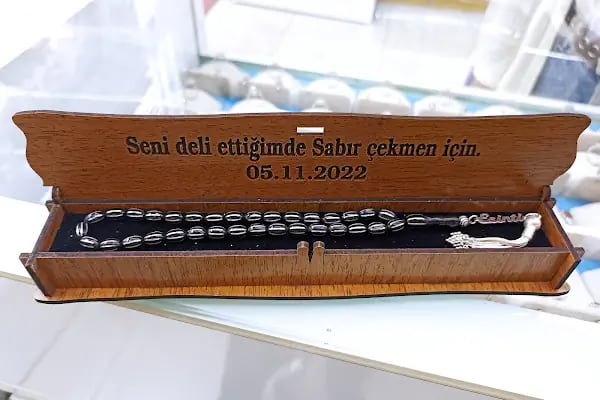 Seni deli ettiğimde Sabır çekmen için.
05.11.2022